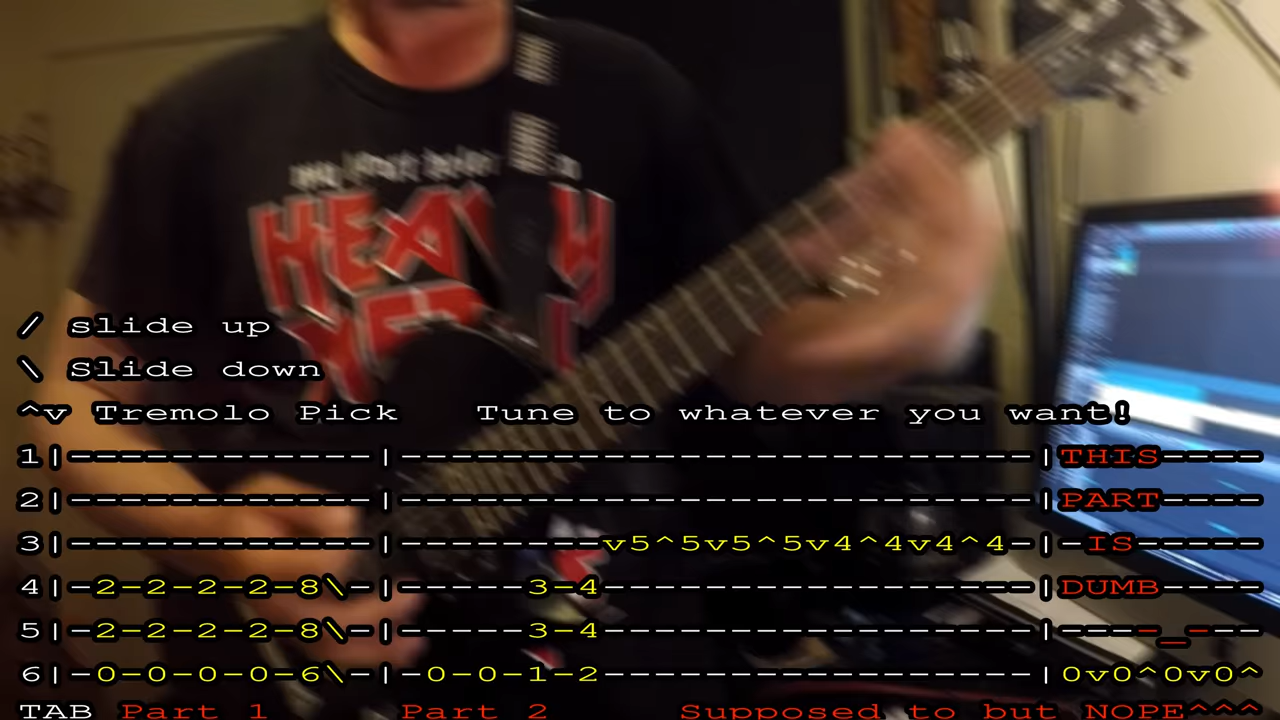 HEAVY
METAL
/ slide up
\ Slide down
^v Tremolo Pick   Tune to whatever you want!
1|------------|-------------------------|THIS----
2|------------|-------------------------|PART----
3|------------|--------v5^5v5^5v4^4v4^4-|-IS-----
4|-2-2-2-2-8\-|-----3-4-----------------|DUMB----
5|-2-2-2-2-8\-|-----3-4-----------------|----_---
6|-0-0-0-0-6\-|-0-0-1-2-----------------|0v0^0v0^
TAB Part 1     Part 2     Supposed to but NOPE^^^